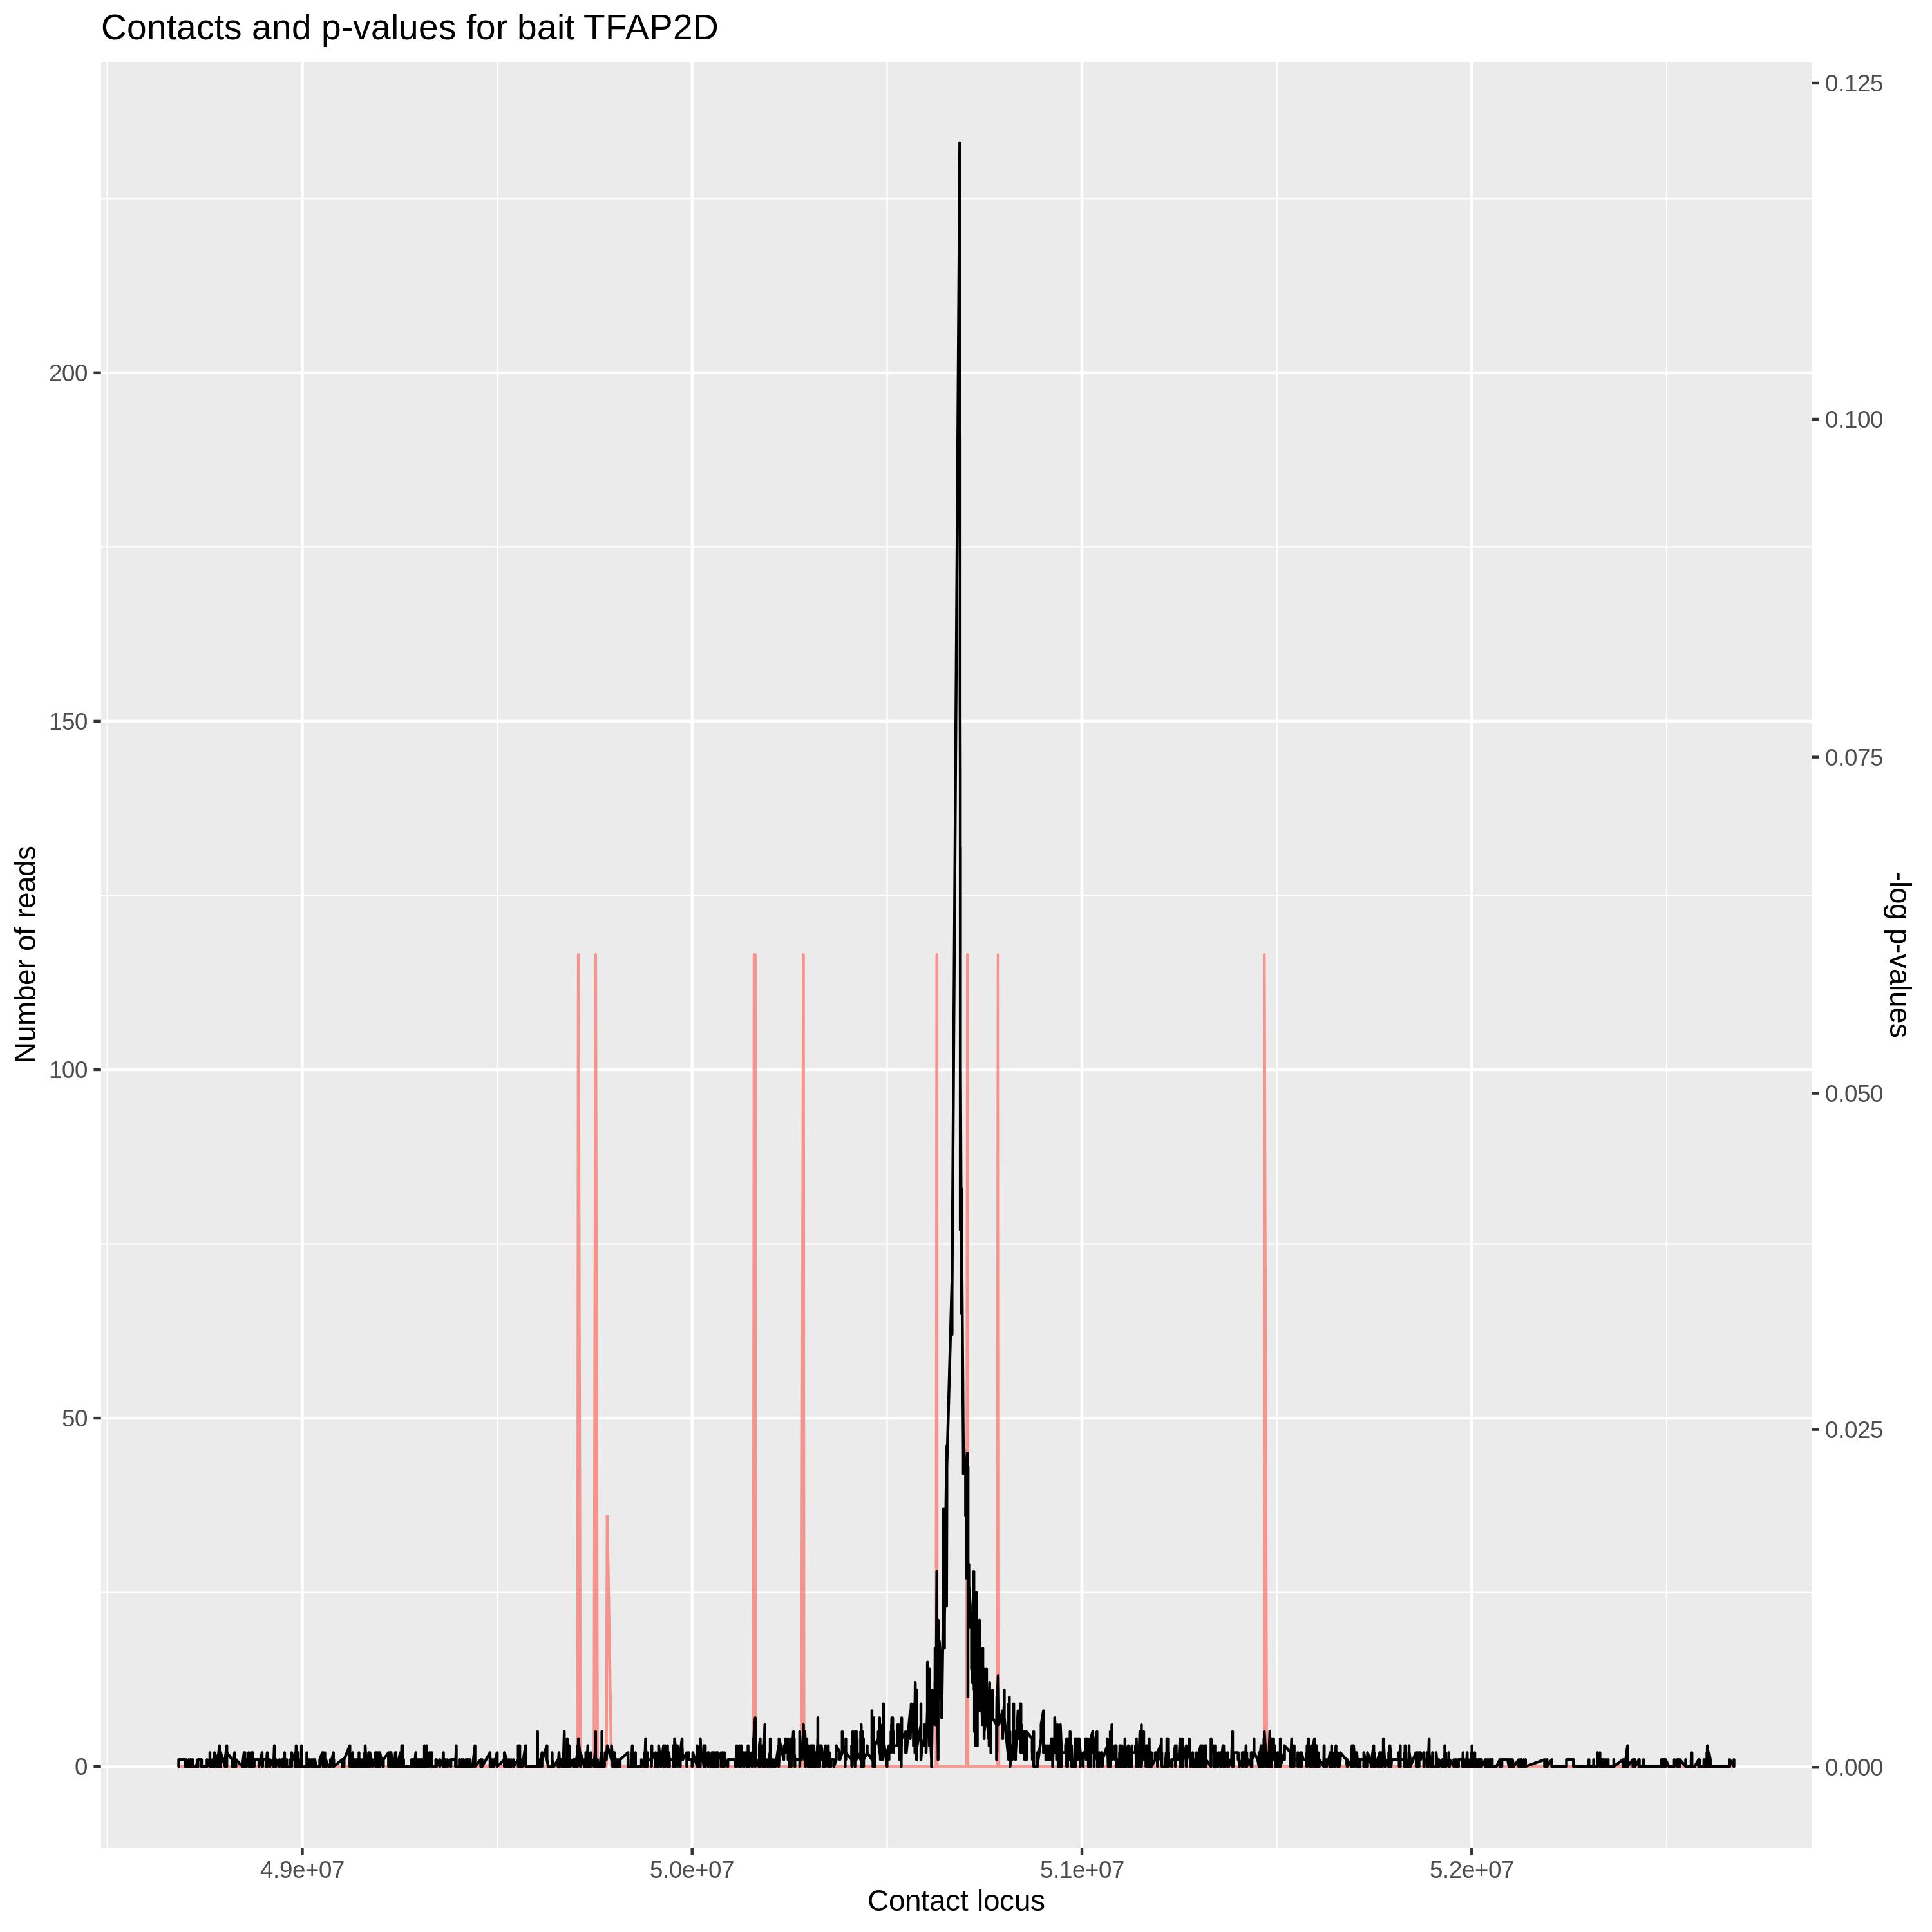 Contacts and p-values for bait TFAP2D
Number of reads
200
150
100
50
0
0.125
0.100
0.075
0.050
0.025
0.000
-log p-values
4.9e+07 5.0e+07 5.1e+07 5.2e+07
Contact locus